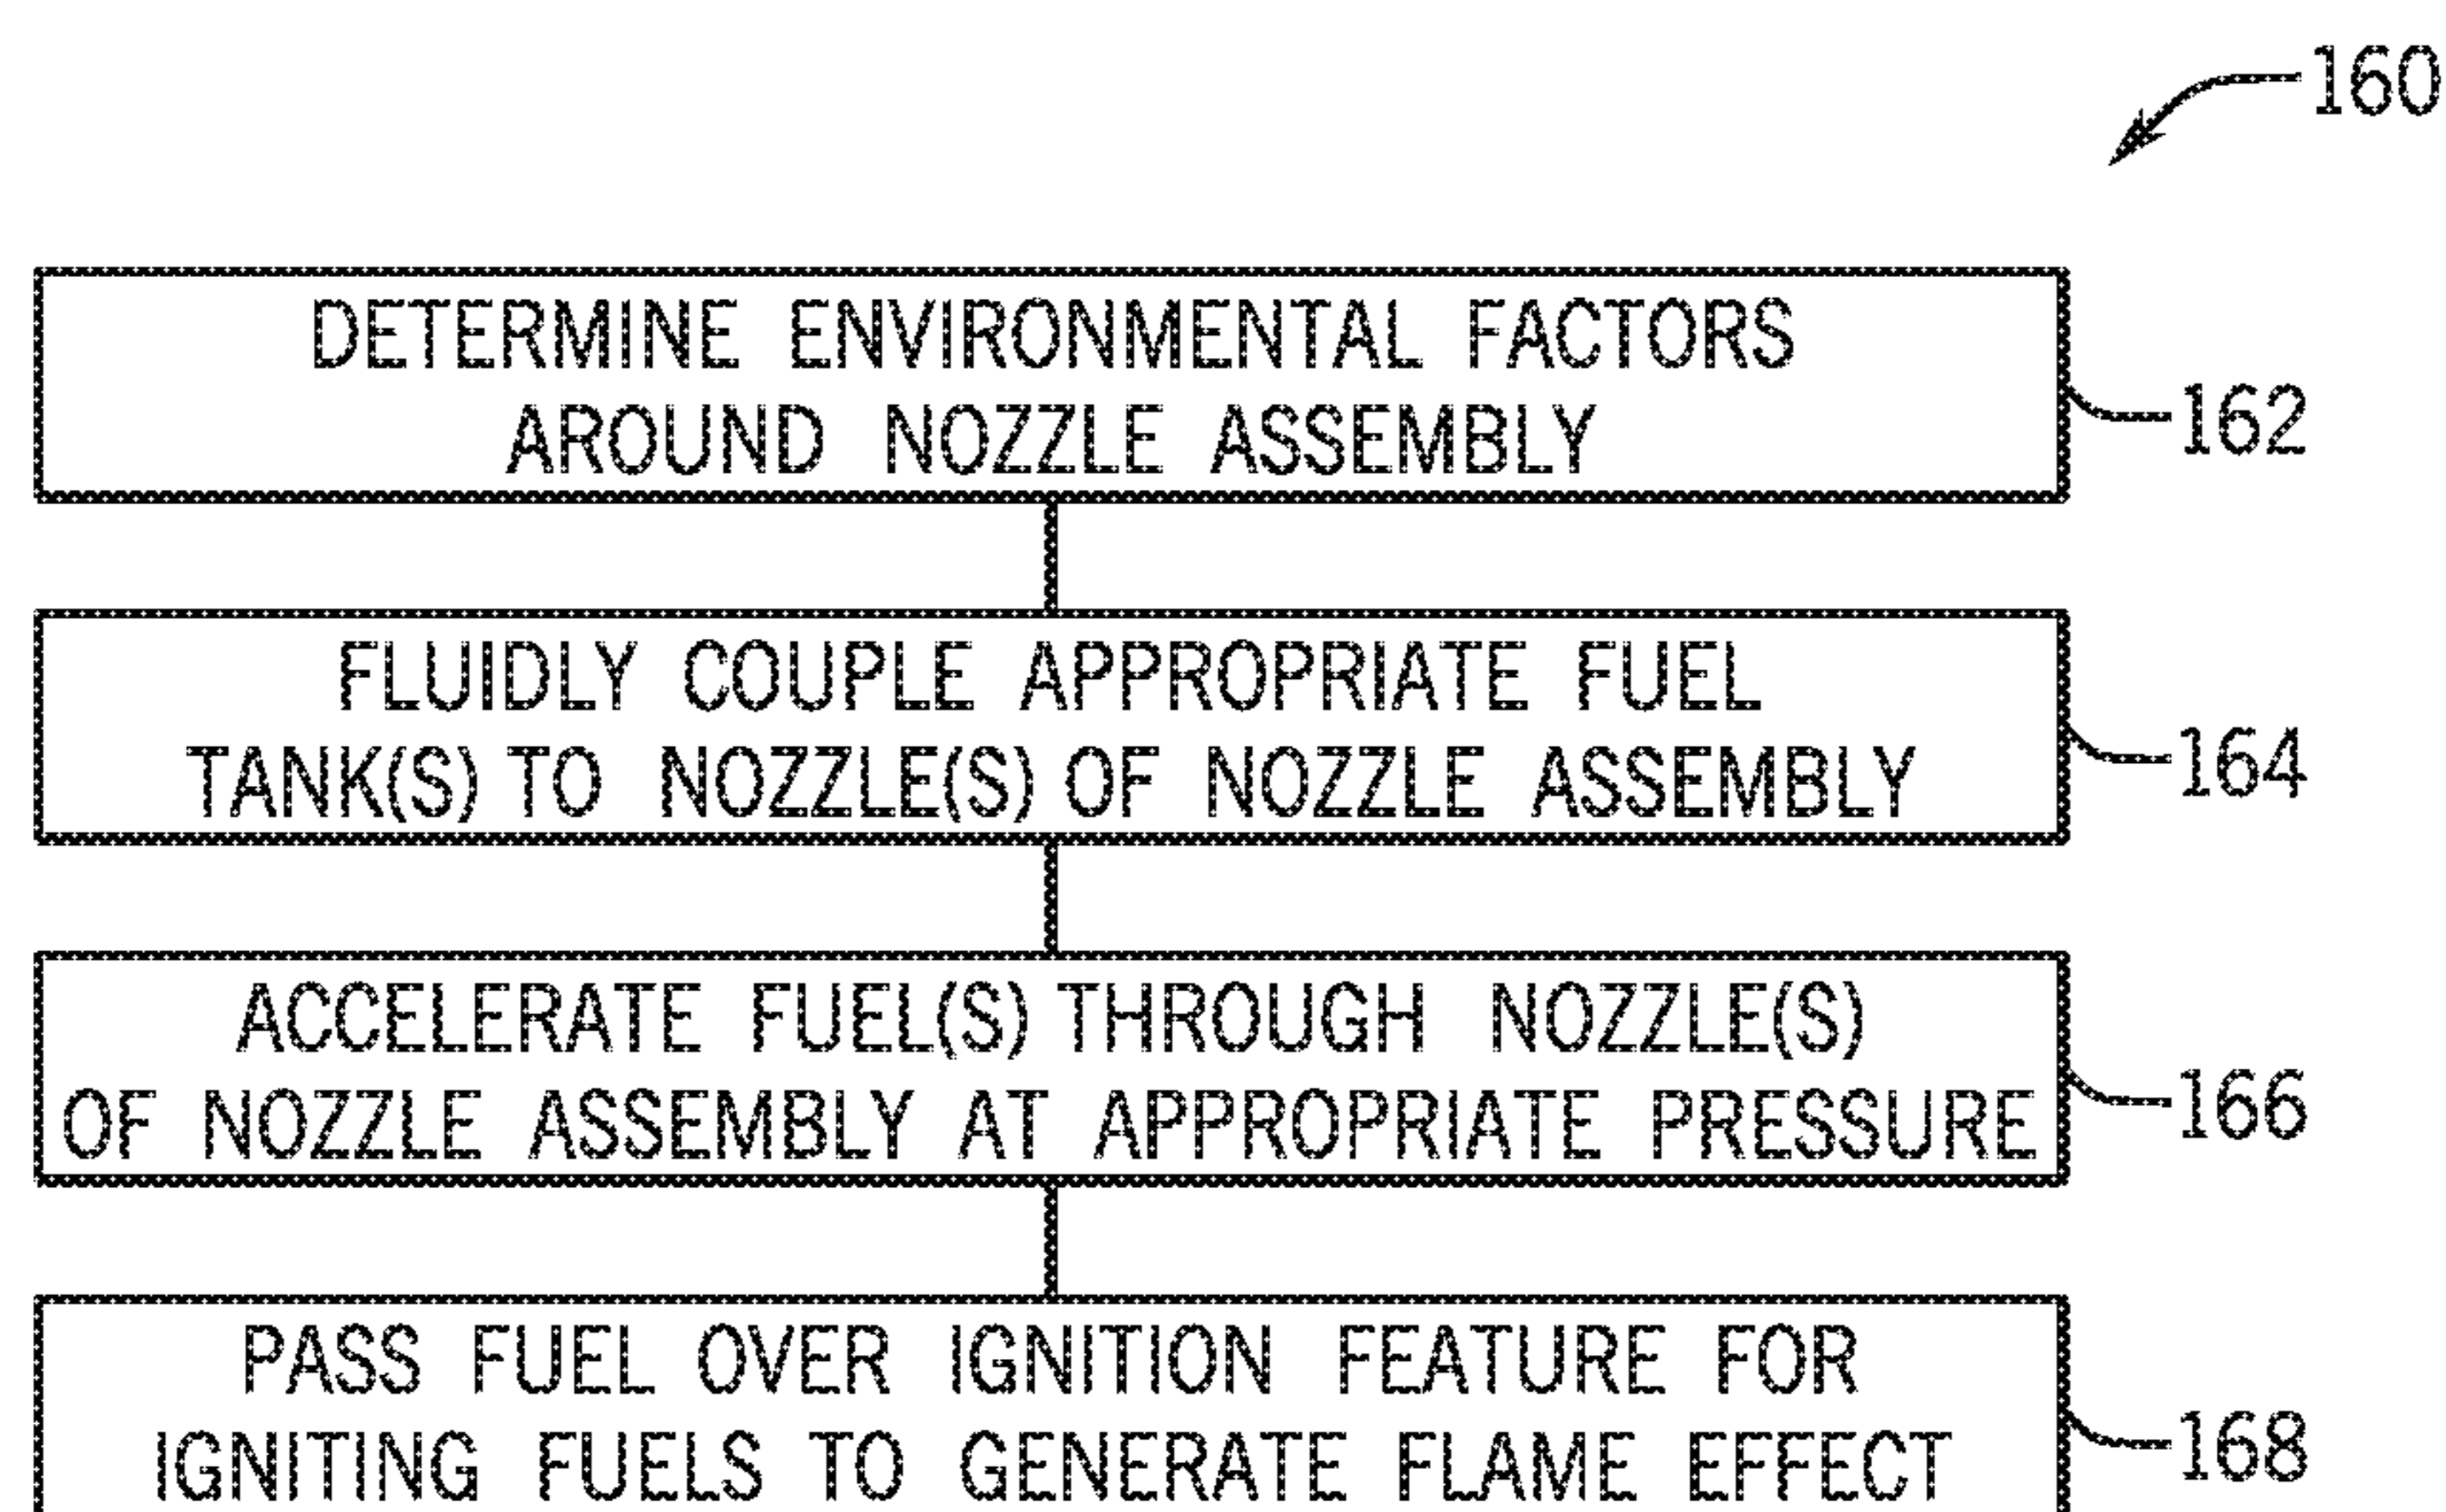 160
DETERMINE ENVIRONMENTAL FACTORS
AROUND NOZZLE ASSEMBLY
162
FLUIDLY COUPLE APPROPRIATE FUEL
TANK(S) TO NOZZLE(S) OF NOZZLE ASSEMBLY
164
ACCELERATE FUEL(S) THROUGH NOZZLE(S)
OF NOZZLE ASSEMBLY AT APPROPRIATE PRESSURE
166
PASS FUEL OVER IGNITION FEATURE FOR
IGNITING FUELS TO GENERATE FLAME EFFECT
168